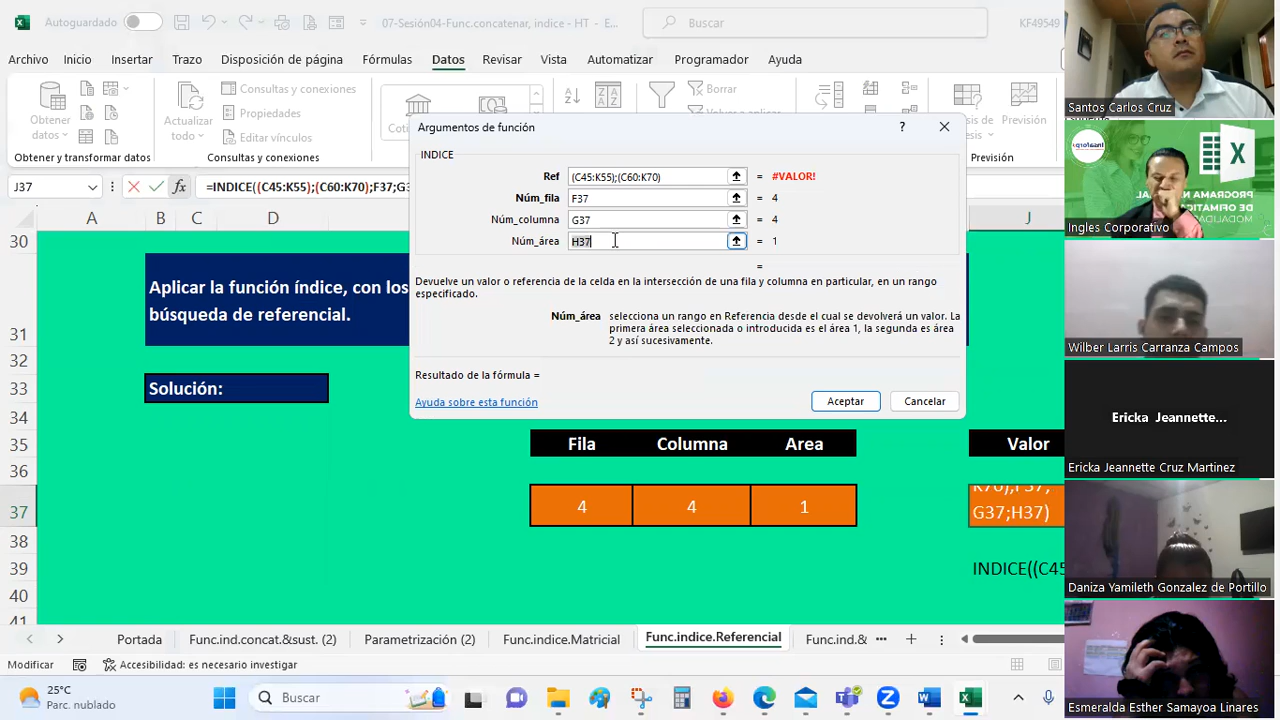 Autoguardado
07-Sesión04-Func.concatenar, indice - HT - S...
Buscar
KF49549
Archivo Inicio Insertar Trazo Disposición de página Fórmulas Datos Revisar Vista Automatizar Programador Ayuda
Obtener datos
Actualizar todo
Consultas y conexiones
Propiedades
Editar vínculos
Borrar
Previsión
Obtener y transformar datos
Consultas y conexiones
Previsión
J37
=INDICE((C45:K55);(C60:K70);F37;G
Argumentos de función
?
INDICE
Ref (C45:K55);(C60:K70) = #VALOR!
Núm_fila F37 = 4
Núm_columna G37 = 4
Núm_área H37 = 1
=
Devuelve un valor o referencia de la celda en la intersección de una fila y columna en particular, en un rango
especificado.
Núm_área selecciona un rango en Referencia desde el cual se devolverá un valor. La
primera área seleccionada o introducida es el área 1, la segunda es área
2 y así sucesivamente.
Resultado de la fórmula =
Ayuda sobre esta función
Aceptar
Cancelar
A B C D J
30
31
32
33
34
35
36
37
38
39
40
41
Aplicar la función índice, con los
búsqueda de referencial.
Solución:
Fila Columna Area Valor
4 4 1
K70);F37;
G37;H37)
INDICE((C45
Portada Func.ind.concat.&sust. (2) Parametrización (2) Func.indice.Matricial Func.indice.Referencial Func.ind.&
Modificar
Accesibilidad: es necesario investigar
25°C
Parc. nublado
Buscar
Santos Carlos Cruz
Insaforp
PROGRAMA N
DE OFIMATICA
MODALIDAD
Ingles Corporativo
Wilber Larris Carranza Campos
Ericka Jeannette...
Ericka Jeannette Cruz Martinez
Daniza Yamileth Gonzalez de Portillo
Esmeralda Esther Samayoa Linares